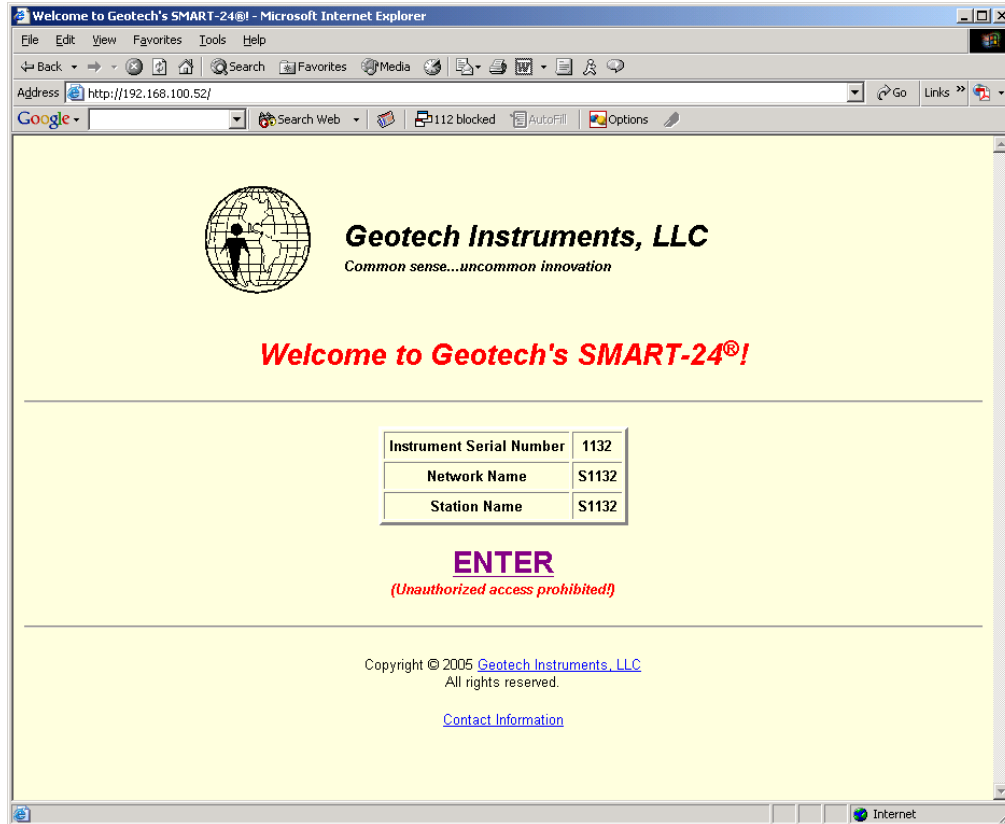 Welcome to Geotech's SMART-24®! - Microsoft Internet Explorer
File Edit View Favorites Tools Help
Back Search Favorites Media
Address http://192.168.100.52/ Go Links »
Google Search Web 112 blocked AutoFill Options
Geotech Instruments, LLC
Common sense...uncommon innovation
Welcome to Geotech's SMART-24®!
Instrument Serial Number 1132
Network Name S1132
Station Name S1132
ENTER
(Unauthorized access prohibited!)
Copyright © 2005 Geotech Instruments, LLC
All rights reserved.
Contact Information
Internet